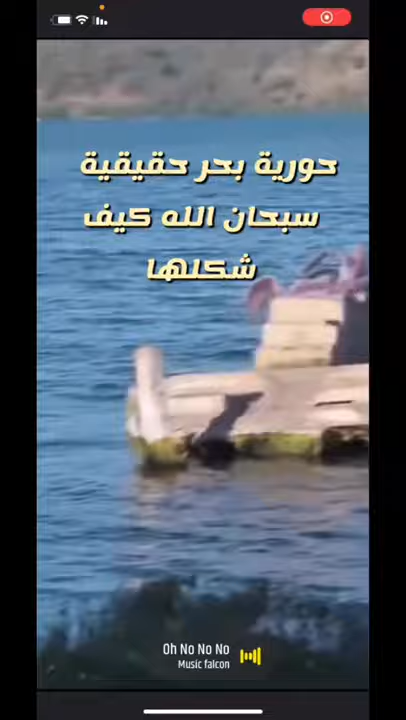 حورية بحر حقيقية
سبحان الله كيف
شكلها
Oh No No No
Music falcon